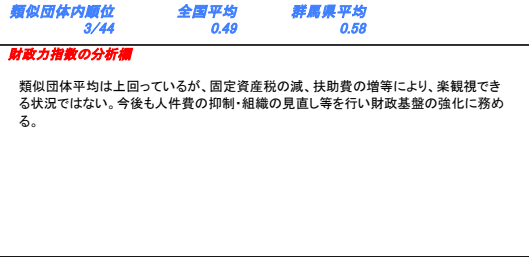 類似団体内順位 全国平均 群馬県平均
3/44 0.49 0.58
財政力指数の分析欄
類似団体平均は上回っているが、固定資産税の減、扶助費の増等により、楽観視でき
る状況ではない。今後も人件費の抑制・組織の見直し等を行い財政基盤の強化に務め
る。